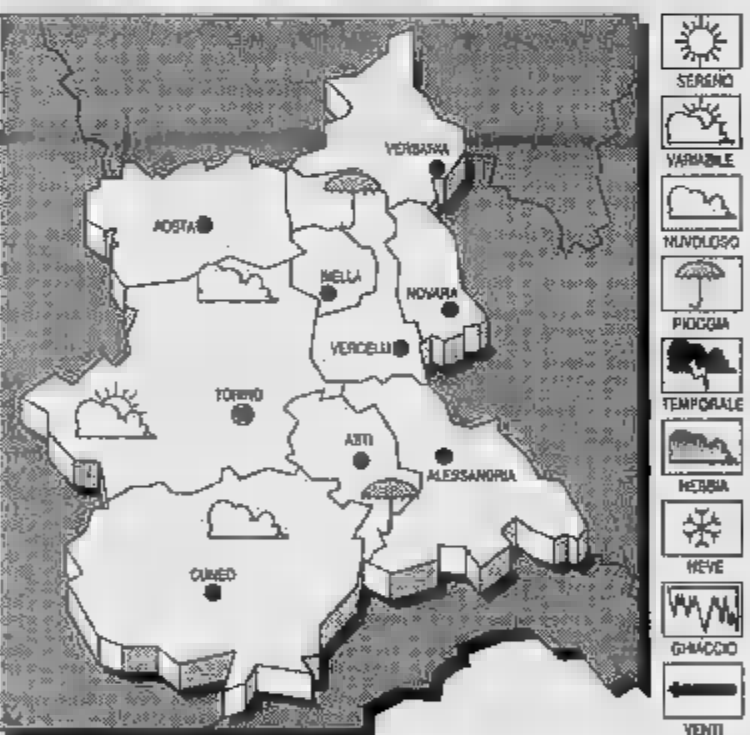 VERBANIA
AOSTA
BIELLA
NOVARA
VERCELLI
TORINO
ASTI
ALESSANDRIA
CUNEO
SERENO
VARIABILE
NUVOLOSO
PIOGGIA
TEMPORALE
NEBBIA
NEVE
GHIACCIO
VENTI